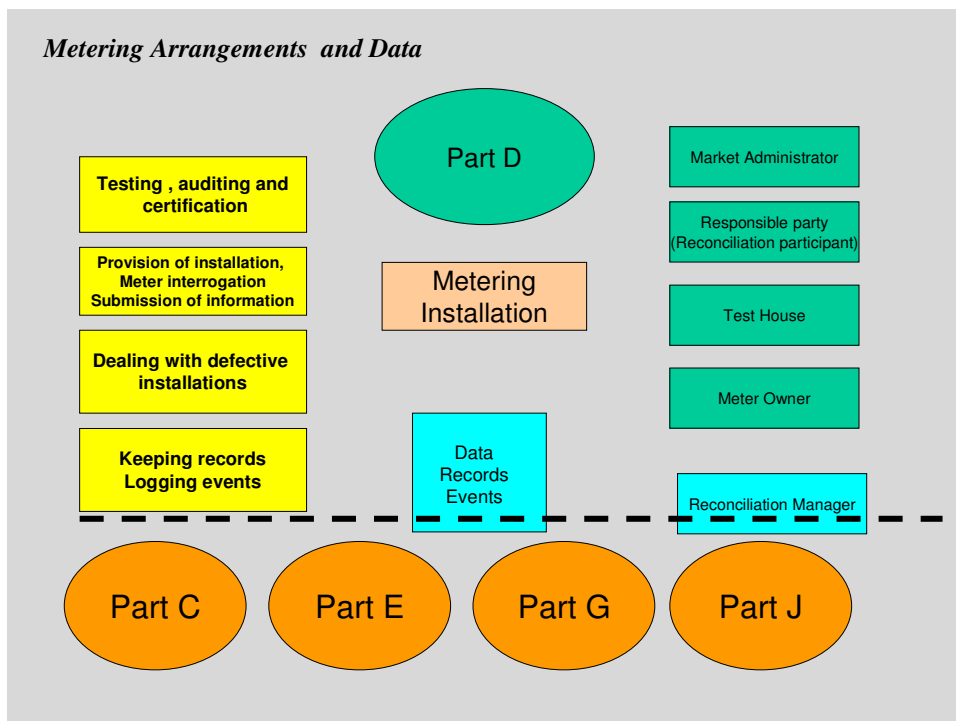 Metering Arrangements and Data
Part D
Testing , auditing and
certification
Provision of installation,
Meter interrogation
Submission of information
Dealing with defective
installations
Keeping records
Logging events
Metering
Installation
Data
Records
Events
Market Administrator
Responsible party
(Reconciliation participant)
Test House
Meter Owner
Reconciliation Manager
Part C
Part E
Part G
Part J